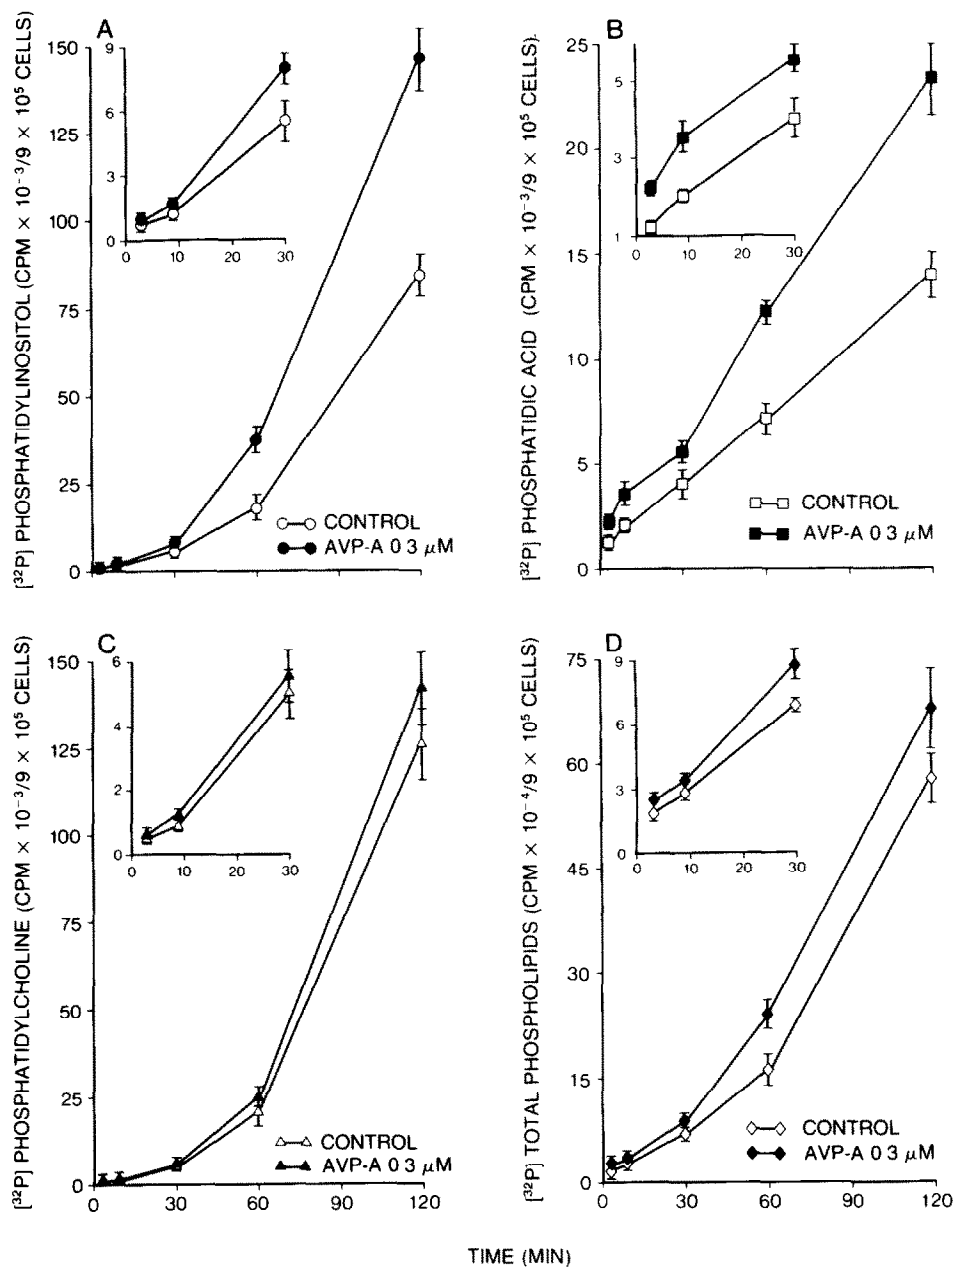 A
[³²P] PHOSPHATIDYLINOSITOL (CPM × 10⁻³/9 × 10⁵ CELLS)
150
125
100
75
50
25
0
9
6
3
0
0 10 20 30
CONTROL
AVP-A 0 3 μM
B
[³²P] PHOSPHATIDIC ACID (CPM × 10⁻³/9 × 10⁵ CELLS)
25
20
15
10
5
0
5
3
1
0 10 20 30
CONTROL
AVP-A 0 3 μM
C
[³²P] PHOSPHATIDYLCHOLINE (CPM × 10⁻³/9 × 10⁵ CELLS)
150
125
100
75
50
25
0
6
4
2
0
0 10 20 30
CONTROL
AVP-A 0 3 μM
0 30 60 90 120
D
[³²P] TOTAL PHOSPHOLIPIDS (CPM × 10⁻⁴/9 × 10⁵ CELLS)
75
60
45
30
15
0
9
6
3
0
0 10 20 30
CONTROL
AVP-A 0 3 μM
0 30 60 90 120
TIME (MIN)